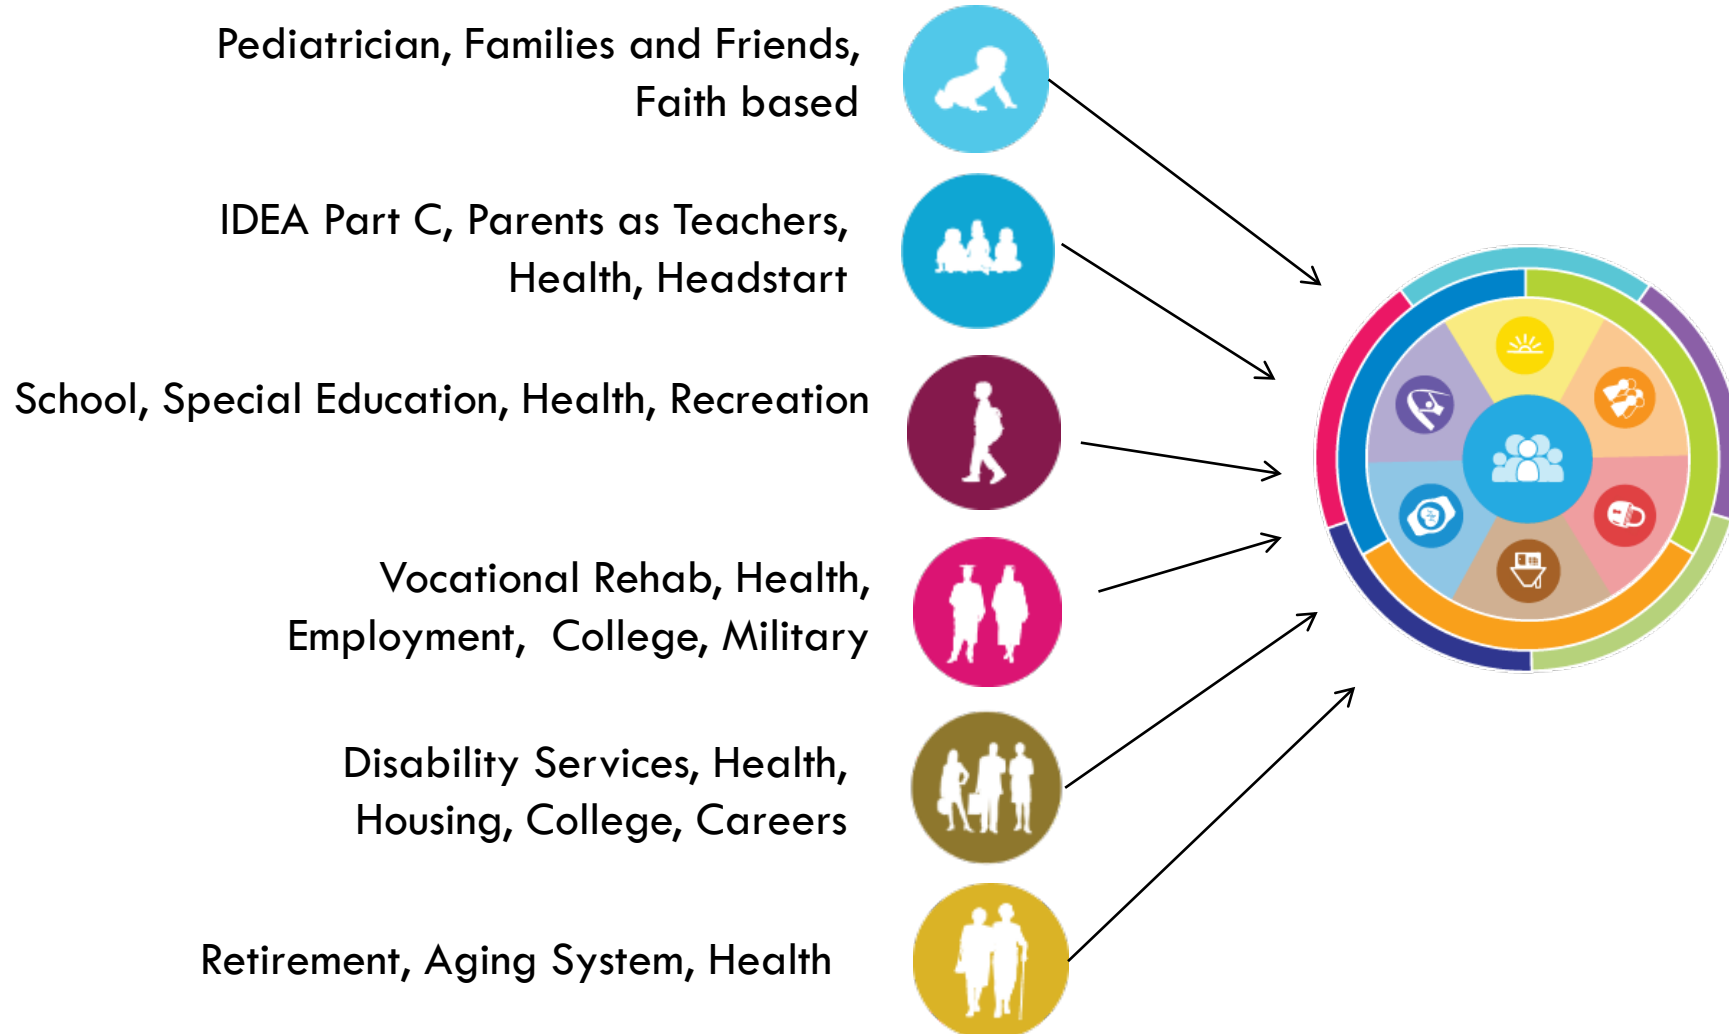 Pediatrician, Families and Friends,
Faith based
IDEA Part C, Parents as Teachers,
Health, Headstart
School, Special Education, Health, Recreation
Vocational Rehab, Health,
Employment,  College, Military
Disability Services, Health,
Housing, College, Careers
Retirement, Aging System, Health